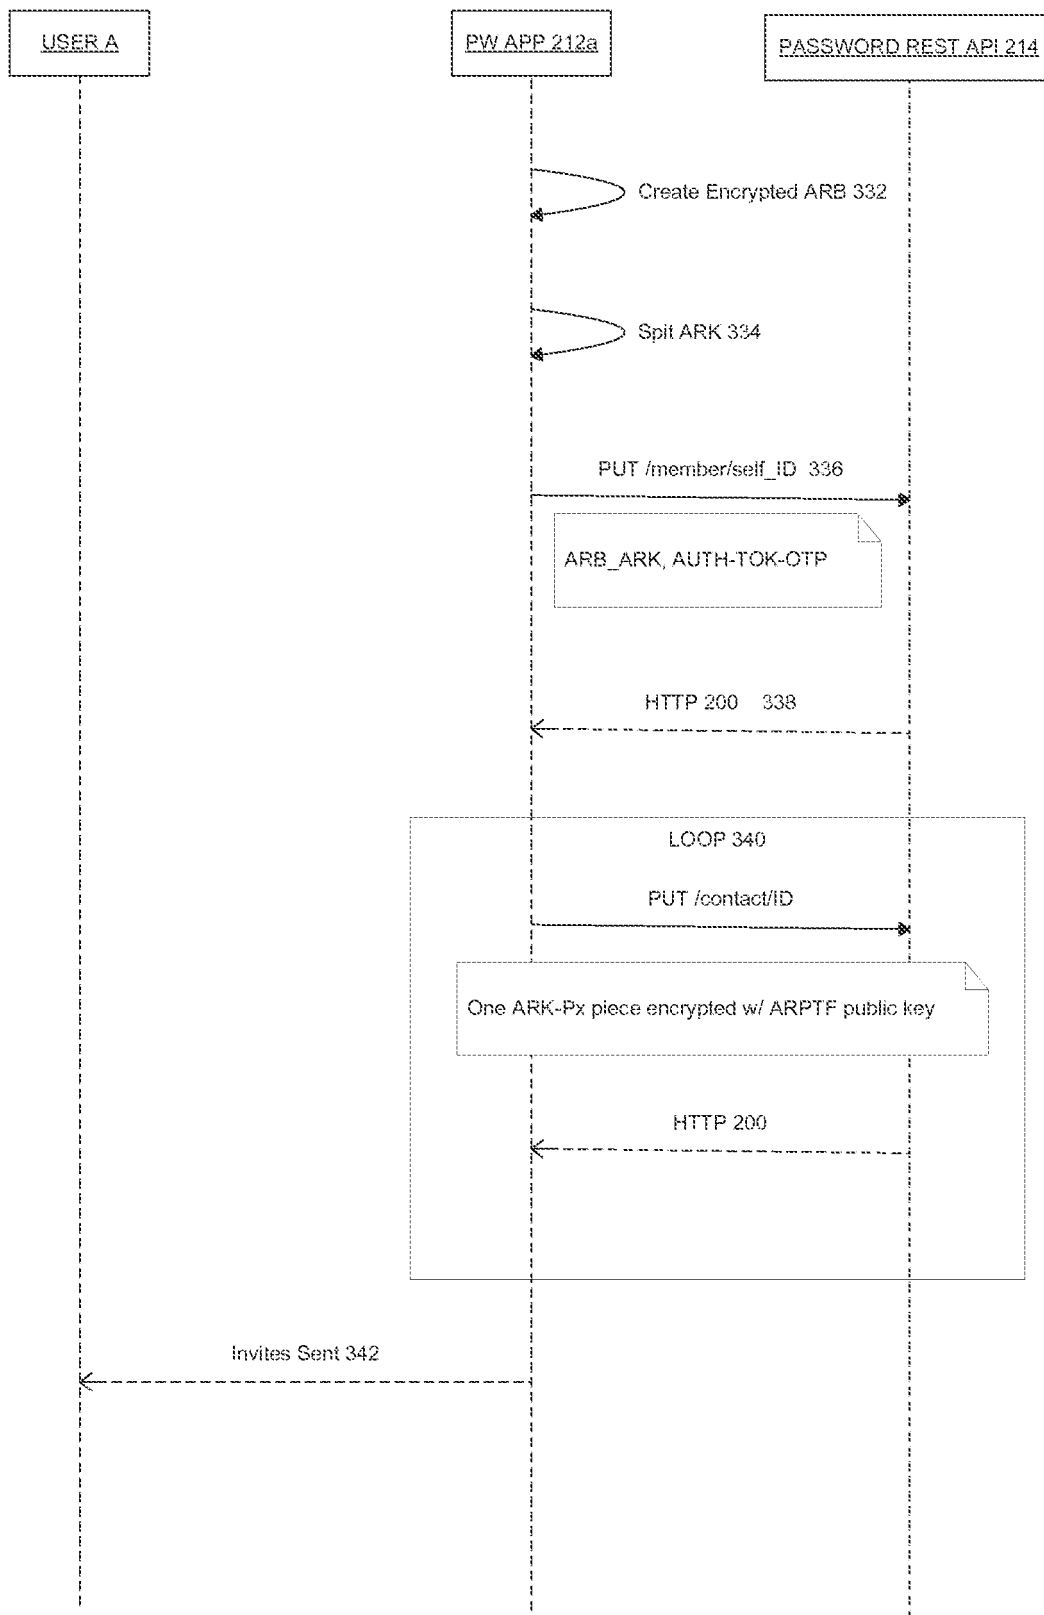 USER A
PW APP 212a
PASSWORD REST API 214
Create Encrypted ARB 332
Spit ARK 334
PUT /member/self_ID 336
ARB_ARK, AUTH-TOK-OTP
HTTP 200 338
LOOP 340
PUT /contact/ID
One ARK-Px piece encrypted w/ ARPTF public key
HTTP 200
Invites Sent 342